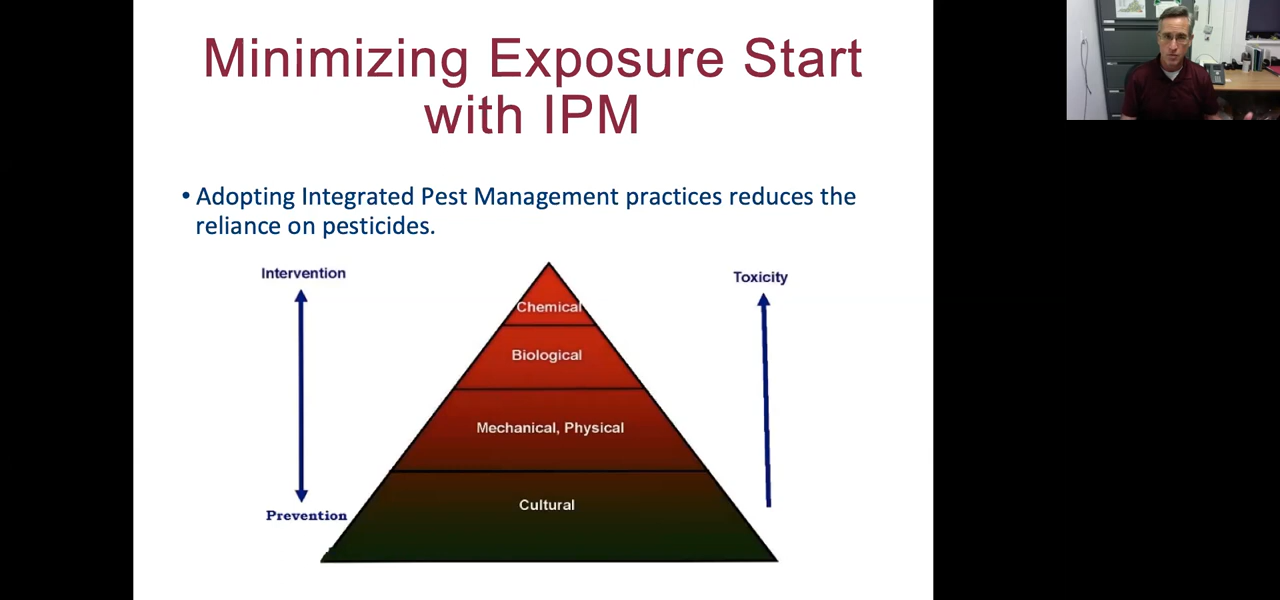 Minimizing Exposure Start
with IPM
• Adopting Integrated Pest Management practices reduces the
reliance on pesticides.
Intervention
Toxicity
Chemical
Biological
Mechanical, Physical
Cultural
Prevention